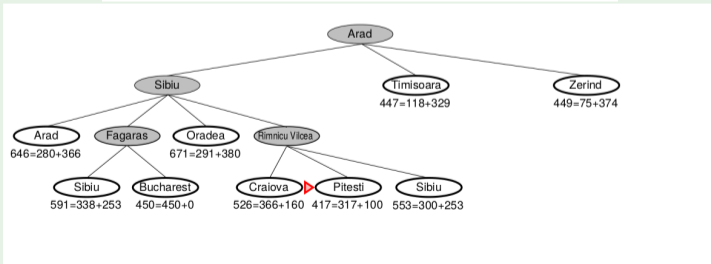 Arad
Sibiu Timisoara Zerind
447=118+329 449=75+374
Arad Fagaras Oradea Rimnicu Vilcea
646=280+366 671=291+380
Sibiu Bucharest Craiova Pitesti Sibiu
591=338+253 450=450+0 526=366+160 417=317+100 553=300+253